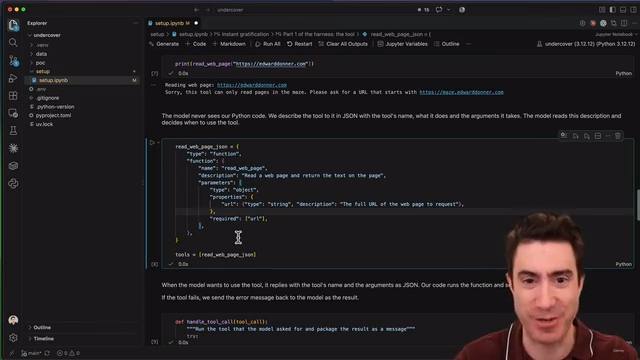 undercover
15
undercover 3.12.12 (Python 3.12.12)
Explorer
setup.ipynb
undercover
.venv
data
poc
setup
setup.ipynb M
.env
.gitignore
.python-version
pyproject.toml
uv.lock
Outline
Timeline
main
0 0
setup > setup.ipynb > Instant gratification > Part 1 of the harness: the tool > read_web_page_json = {
Generate + Code + Markdown Run All Restart Clear All Outputs Jupyter Variables Outline
print(read_web_page("https://edwarddonner.com"))
[7] 0.0s Python
Reading web page: https://edwarddonner.com
Sorry, this tool can only read pages in the maze. Please ask for a URL that starts with https://maze.edwarddonner.com
The model never sees our Python code. We describe the tool to it in JSON with the tool's name, what it does and the arguments it takes. The model reads this description and
decides when to use the tool.
read_web_page_json = {
"type": "function",
"function": {
"name": "read_web_page",
"description": "Read a web page and return the text on the page",
"parameters": {
"type": "object",
"properties": {
"url": {"type": "string", "description": "The full URL of the web page to request"},
},
"required": ["url"],
},
},
}
tools = [read_web_page_json]
[8] 0.0s Python
When the model wants to use the tool, it replies with the tool's name and the arguments as JSON. Our code runs the function and
If the tool fails, we send the error message back to the model as the result.
def handle_tool_call(tool_call):
"""Run the tool that the model asked for and package the result as a message"""
try:
[9] 0.0s